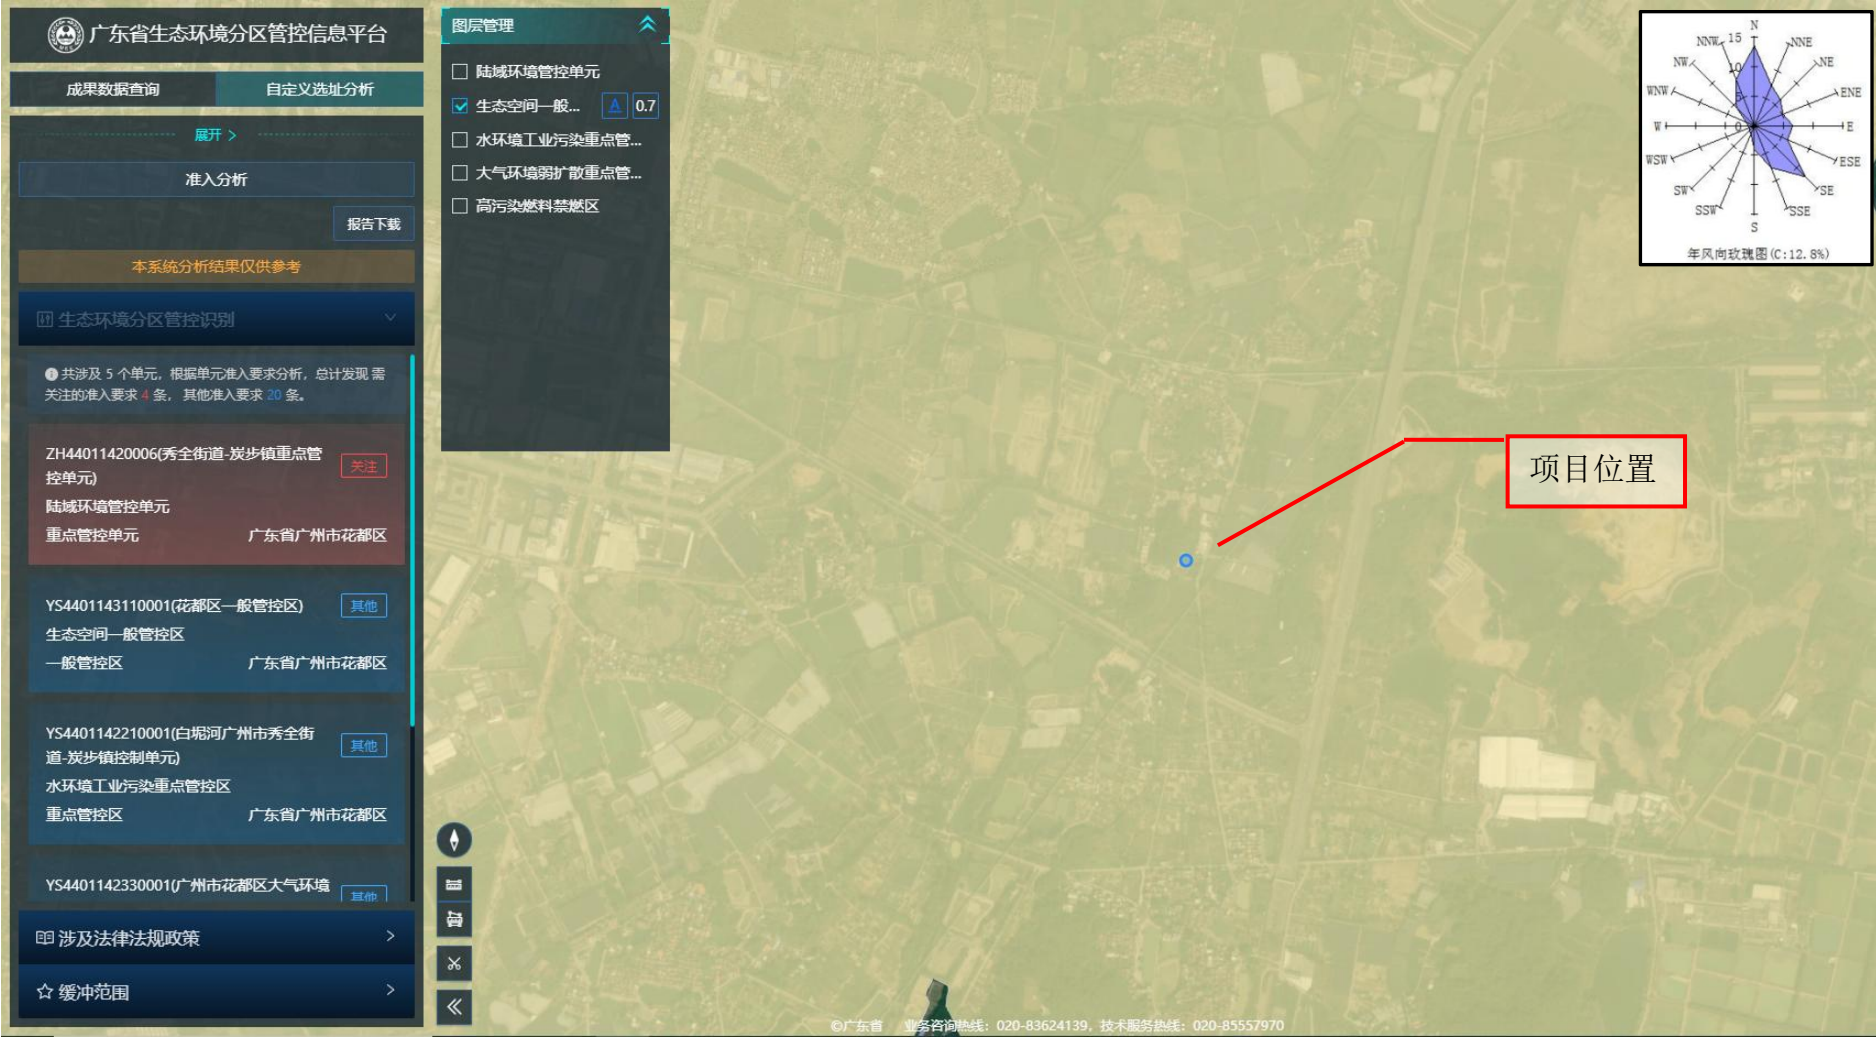 广东省生态环境分区管控信息平台
成果数据查询
自定义选址分析
展开 >
准入分析
报告下载
本系统分析结果仅供参考
生态环境分区管控识别
共涉及 5 个单元，根据单元准入要求分析，总计发现 需
关注的准入要求 4 条， 其他准入要求 20 条。
ZH44011420006(秀全街道-炭步镇重点管
控单元)
关注
陆域环境管控单元
重点管控单元
广东省广州市花都区
YS4401143110001(花都区一般管控区)
其他
生态空间一般管控区
一般管控区
广东省广州市花都区
YS4401142210001(白坭河广州市秀全街
道-炭步镇控制单元)
其他
水环境工业污染重点管控区
重点管控区
广东省广州市花都区
YS4401142330001(广州市花都区大气环境
其他
涉及法律法规政策 >
缓冲范围 >
图层管理
陆域环境管控单元
生态空间一般... A 0.7
水环境工业污染重点管...
大气环境弱扩散重点管...
高污染燃料禁燃区
项目位置
N
NNW 15 NNE
NW 10 NE
WNW 5 ENE
W 0 E
WSW ESE
SW SE
SSW SSE
S
年风向玫瑰图(C:12.8%)
©广东省 业务咨询热线：020-83624139，技术服务热线：020-85557970